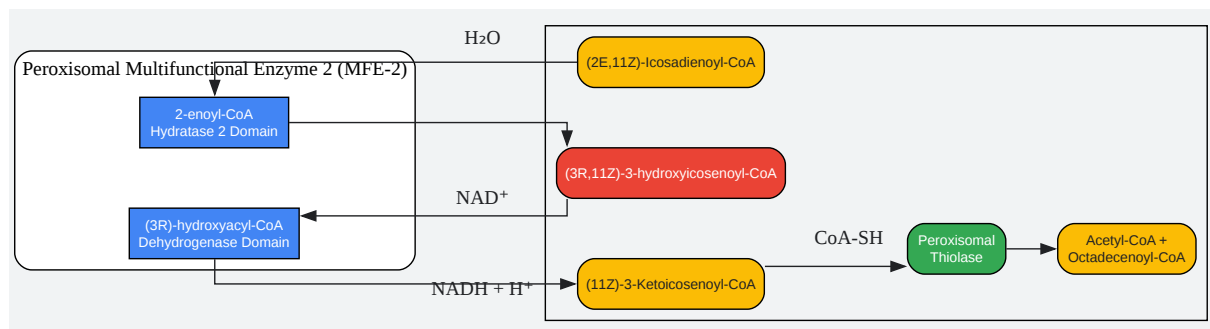 H₂O
Peroxisomal Multifunctional Enzyme 2 (MFE-2)
(2E,11Z)-Icosadienoyl-CoA
2-enoyl-CoA
Hydratase 2 Domain
(3R,11Z)-3-hydroxyicosenoyl-CoA
NAD⁺
(3R)-hydroxyacyl-CoA
Dehydrogenase Domain
CoA-SH
Peroxisomal
Thiolase
Acetyl-CoA +
Octadecenoyl-CoA
NADH + H⁺
(11Z)-3-Ketoicosenoyl-CoA